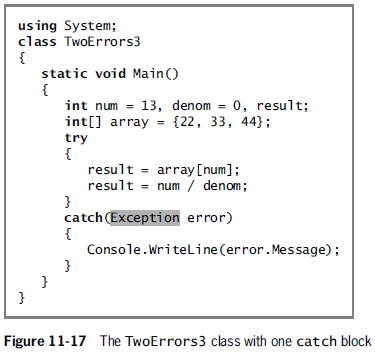 using System;
class TwoErrors3
{
static void Main()
{
int num = 13, denom = 0, result;
int[] array = {22, 33, 44};
try
{
result = array[num];
result = num / denom;
}
catch(Exception error)
{
Console.WriteLine(error.Message);
}
}
}
Figure 11-17 The TwoErrors3 class with one catch block